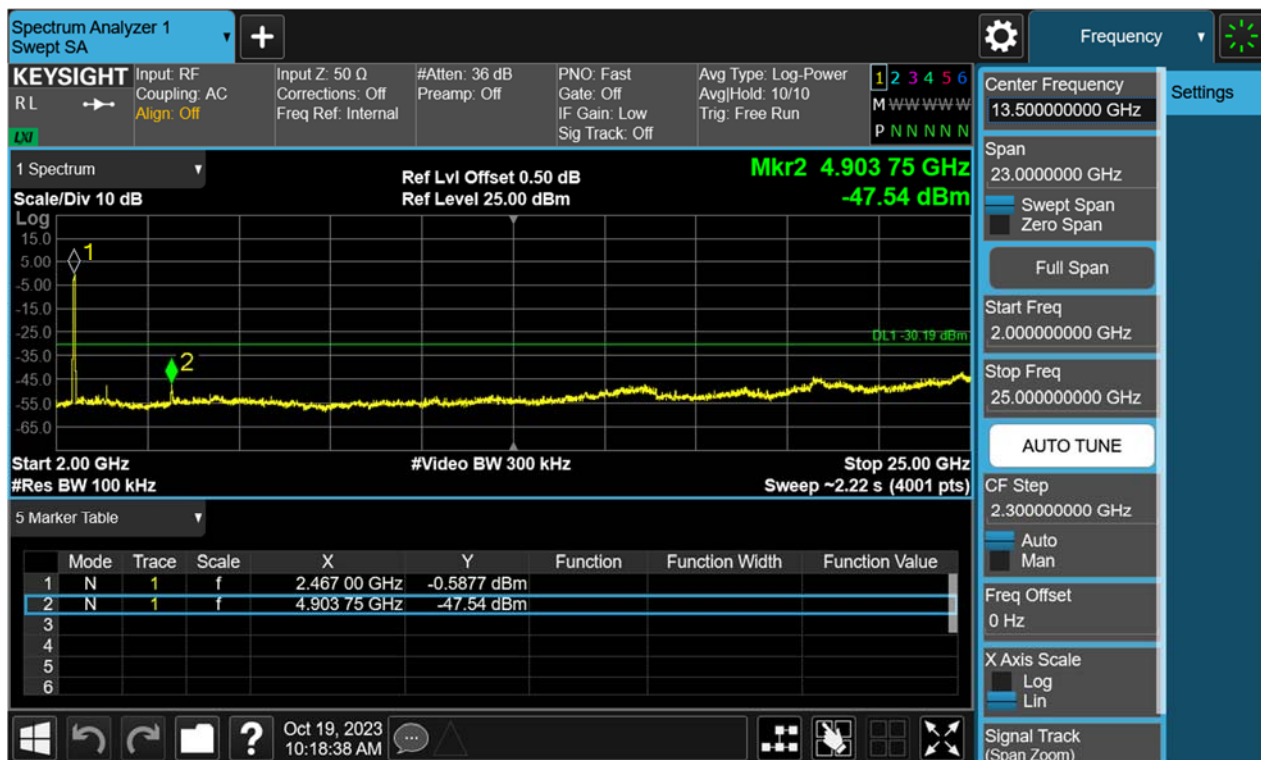 Spectrum Analyzer 1
Swept SA
+
Frequency
KEYSIGHT
RL
LXI
Input: RF
Coupling: AC
Align: Off
Input Z: 50 Ω
Corrections: Off
Freq Ref: Internal
#Atten: 36 dB
Preamp: Off
PNO: Fast
Gate: Off
IF Gain: Low
Sig Track: Off
Avg Type: Log-Power
Avg|Hold: 10/10
Trig: Free Run
1 2 3 4 5 6
M W W W W W
P N N N N N
1 Spectrum
Scale/Div 10 dB
Ref Lvl Offset 0.50 dB
Ref Level 25.00 dBm
Mkr2 4.903 75 GHz
-47.54 dBm
Log
15.0
5.00
-5.00
-15.0
-25.0
-35.0
-45.0
-55.0
-65.0
1
2
DL1 -30.19 dBm
Start 2.00 GHz
#Res BW 100 kHz
#Video BW 300 kHz
Stop 25.00 GHz
Sweep ~2.22 s (4001 pts)
5 Marker Table
Mode Trace Scale X Y Function Function Width Function Value
1 N 1 f 2.467 00 GHz -0.5877 dBm
2 N 1 f 4.903 75 GHz -47.54 dBm
3
4
5
6
?
Oct 19, 2023
10:18:38 AM
Center Frequency
13.500000000 GHz
Settings
Span
23.0000000 GHz
Swept Span
Zero Span
Full Span
Start Freq
2.000000000 GHz
Stop Freq
25.000000000 GHz
AUTO TUNE
CF Step
2.300000000 GHz
Auto
Man
Freq Offset
0 Hz
X Axis Scale
Log
Lin
Signal Track
(Span Zoom)